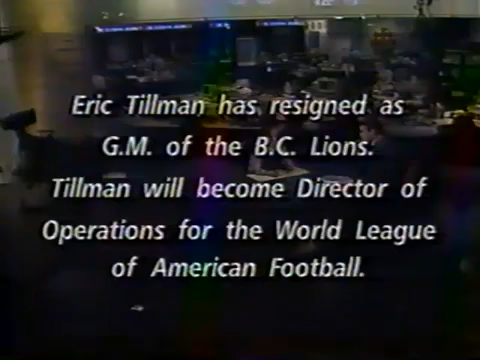 Eric Tillman has resigned as
G.M. of the B.C. Lions.
Tillman will become Director of
Operations for the World League
of American Football.